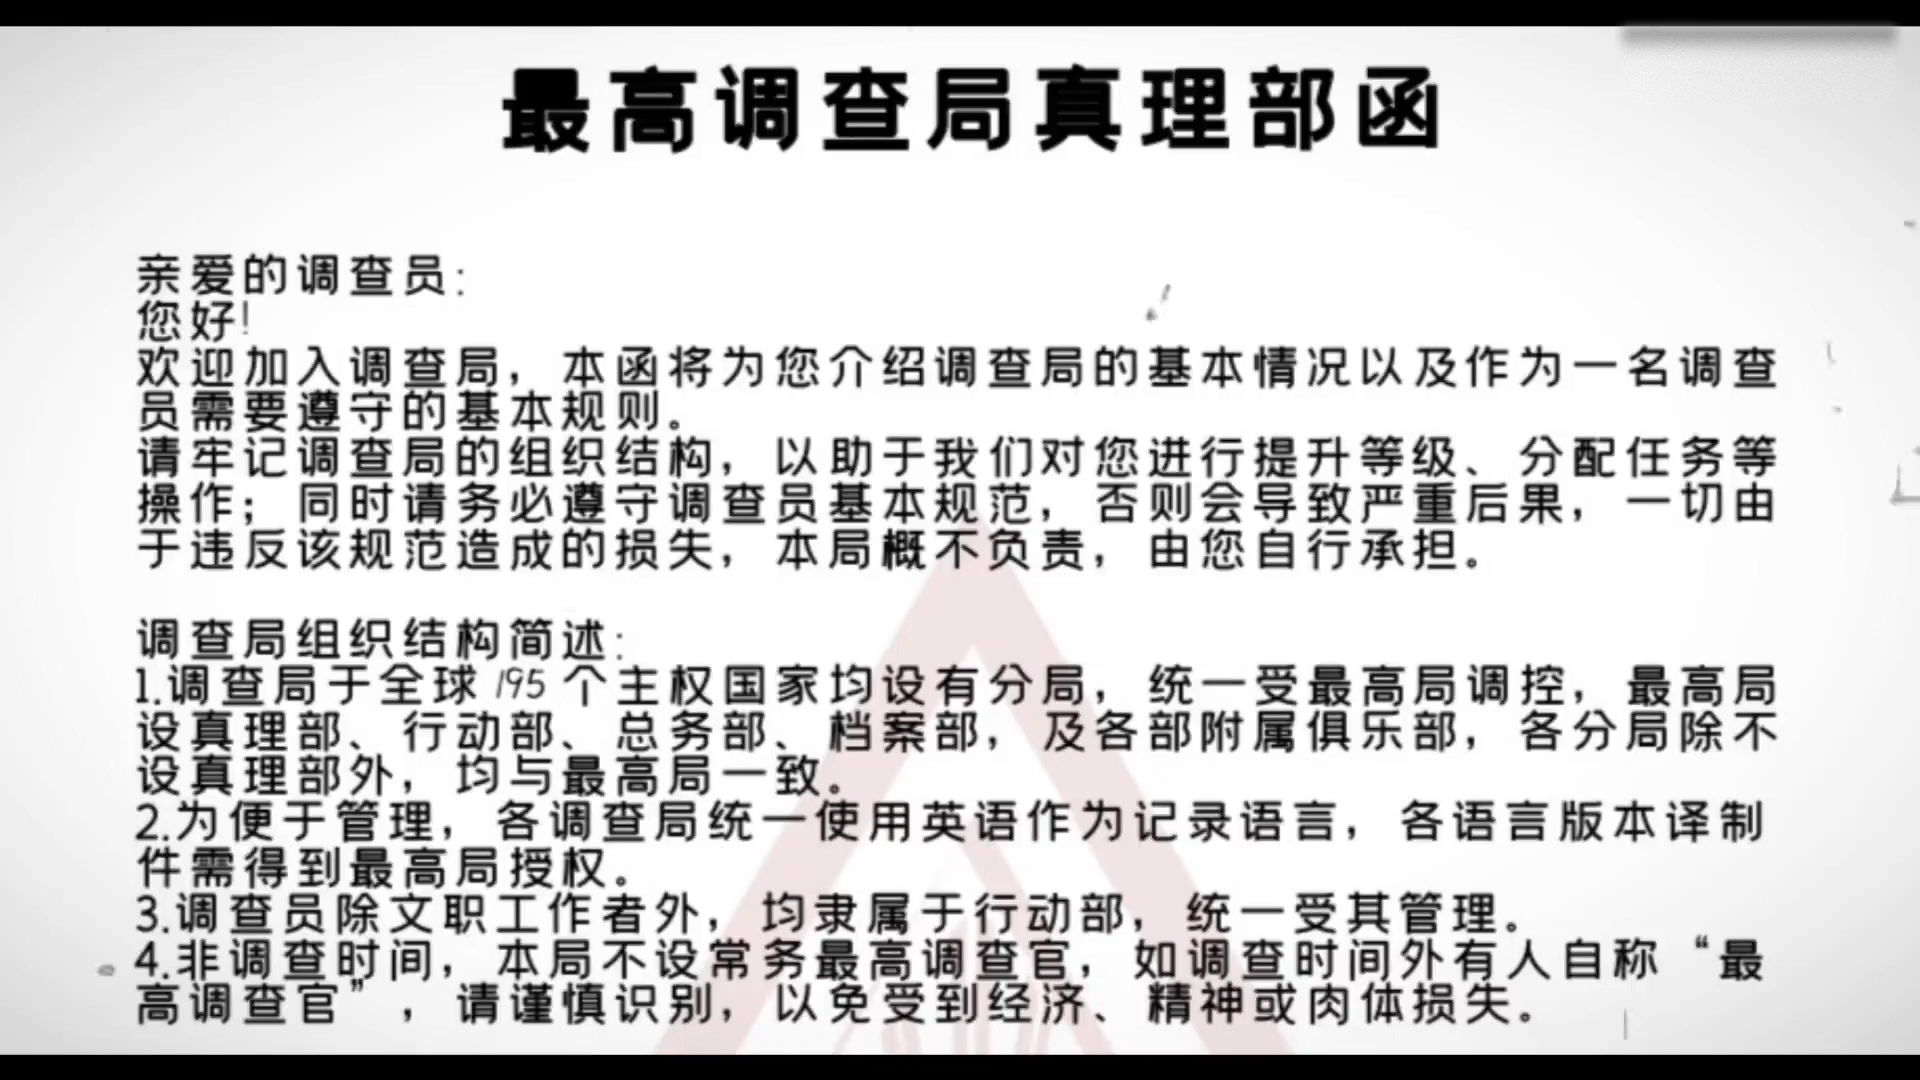 最高调查局真理部函
亲爱的调查员：
您好！
欢迎加入调查局，本函将为您介绍调查局的基本情况以及作为一名调查
员需要遵守的基本规则。
请牢记调查局的组织结构，以助于我们对您进行提升等级、分配任务等
操作；同时请务必遵守调查员基本规范，否则会导致严重后果，一切由
于违反该规范造成的损失，本局概不负责，由您自行承担。
调查局组织结构简述：
1.调查局于全球195个主权国家均设有分局，统一受最高局调控，最高局
设真理部、行动部、总务部、档案部，及各部附属俱乐部，各分局除不
设真理部外，均与最高局一致。
2.为便于管理，各调查局统一使用英语作为记录语言，各语言版本译制
件需得到最高局授权。
3.调查员除文职工作者外，均隶属于行动部，统一受其管理。
4.非调查时间，本局不设常务最高调查官，如调查时间外有人自称“最
高调查官”，请谨慎识别，以免受到经济、精神或肉体损失。